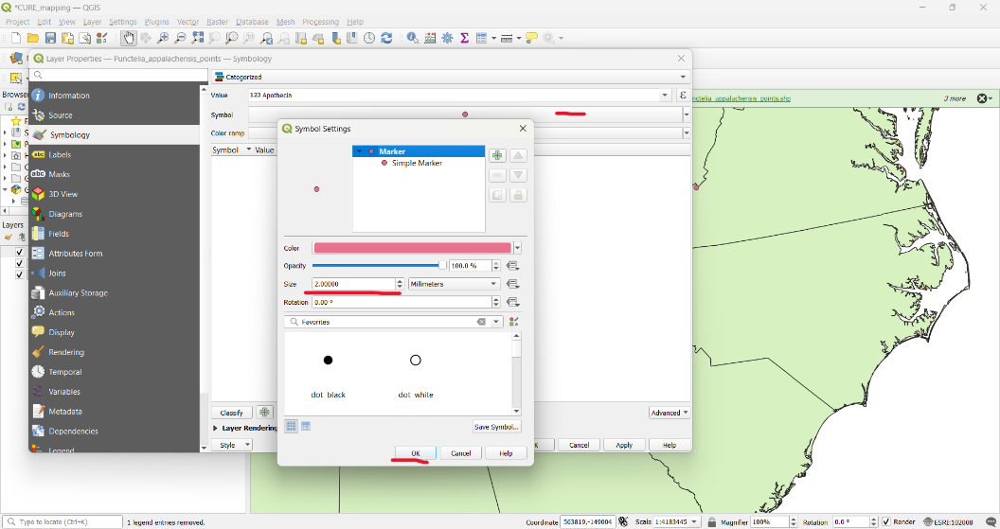 *CURE_mapping — QGIS
Project Edit View Layer Settings Plugins Vector Raster Database Mesh Processing Help
Layer Properties — Punctelia_appalachensis_points — Symbology
Categorized
Information
Value 123 Apothecia
Source
Symbol
Symbology
Color ramp
Symbol Value
Labels
Masks
3D View
Diagrams
Fields
Attributes Form
Joins
Auxiliary Storage
Actions
Display
Rendering
Temporal
Variables
Metadata
Dependencies
Legend
Symbol Settings
Marker
Simple Marker
Color
Opacity 100.0 %
Size 2.00000 Millimeters
Rotation 0.00 °
Favorites
dot black dot white
Save Symbol...
OK Cancel Help
Classify Advanced
Layer Rendering
Style Cancel Apply Help
Layers
3 more
Type to locate (Ctrl+K) 1 legend entries removed. Coordinate 563819,-149004 Scale 1:4183445 Magnifier 100% Rotation 0.0 ° Render ESRI:102008